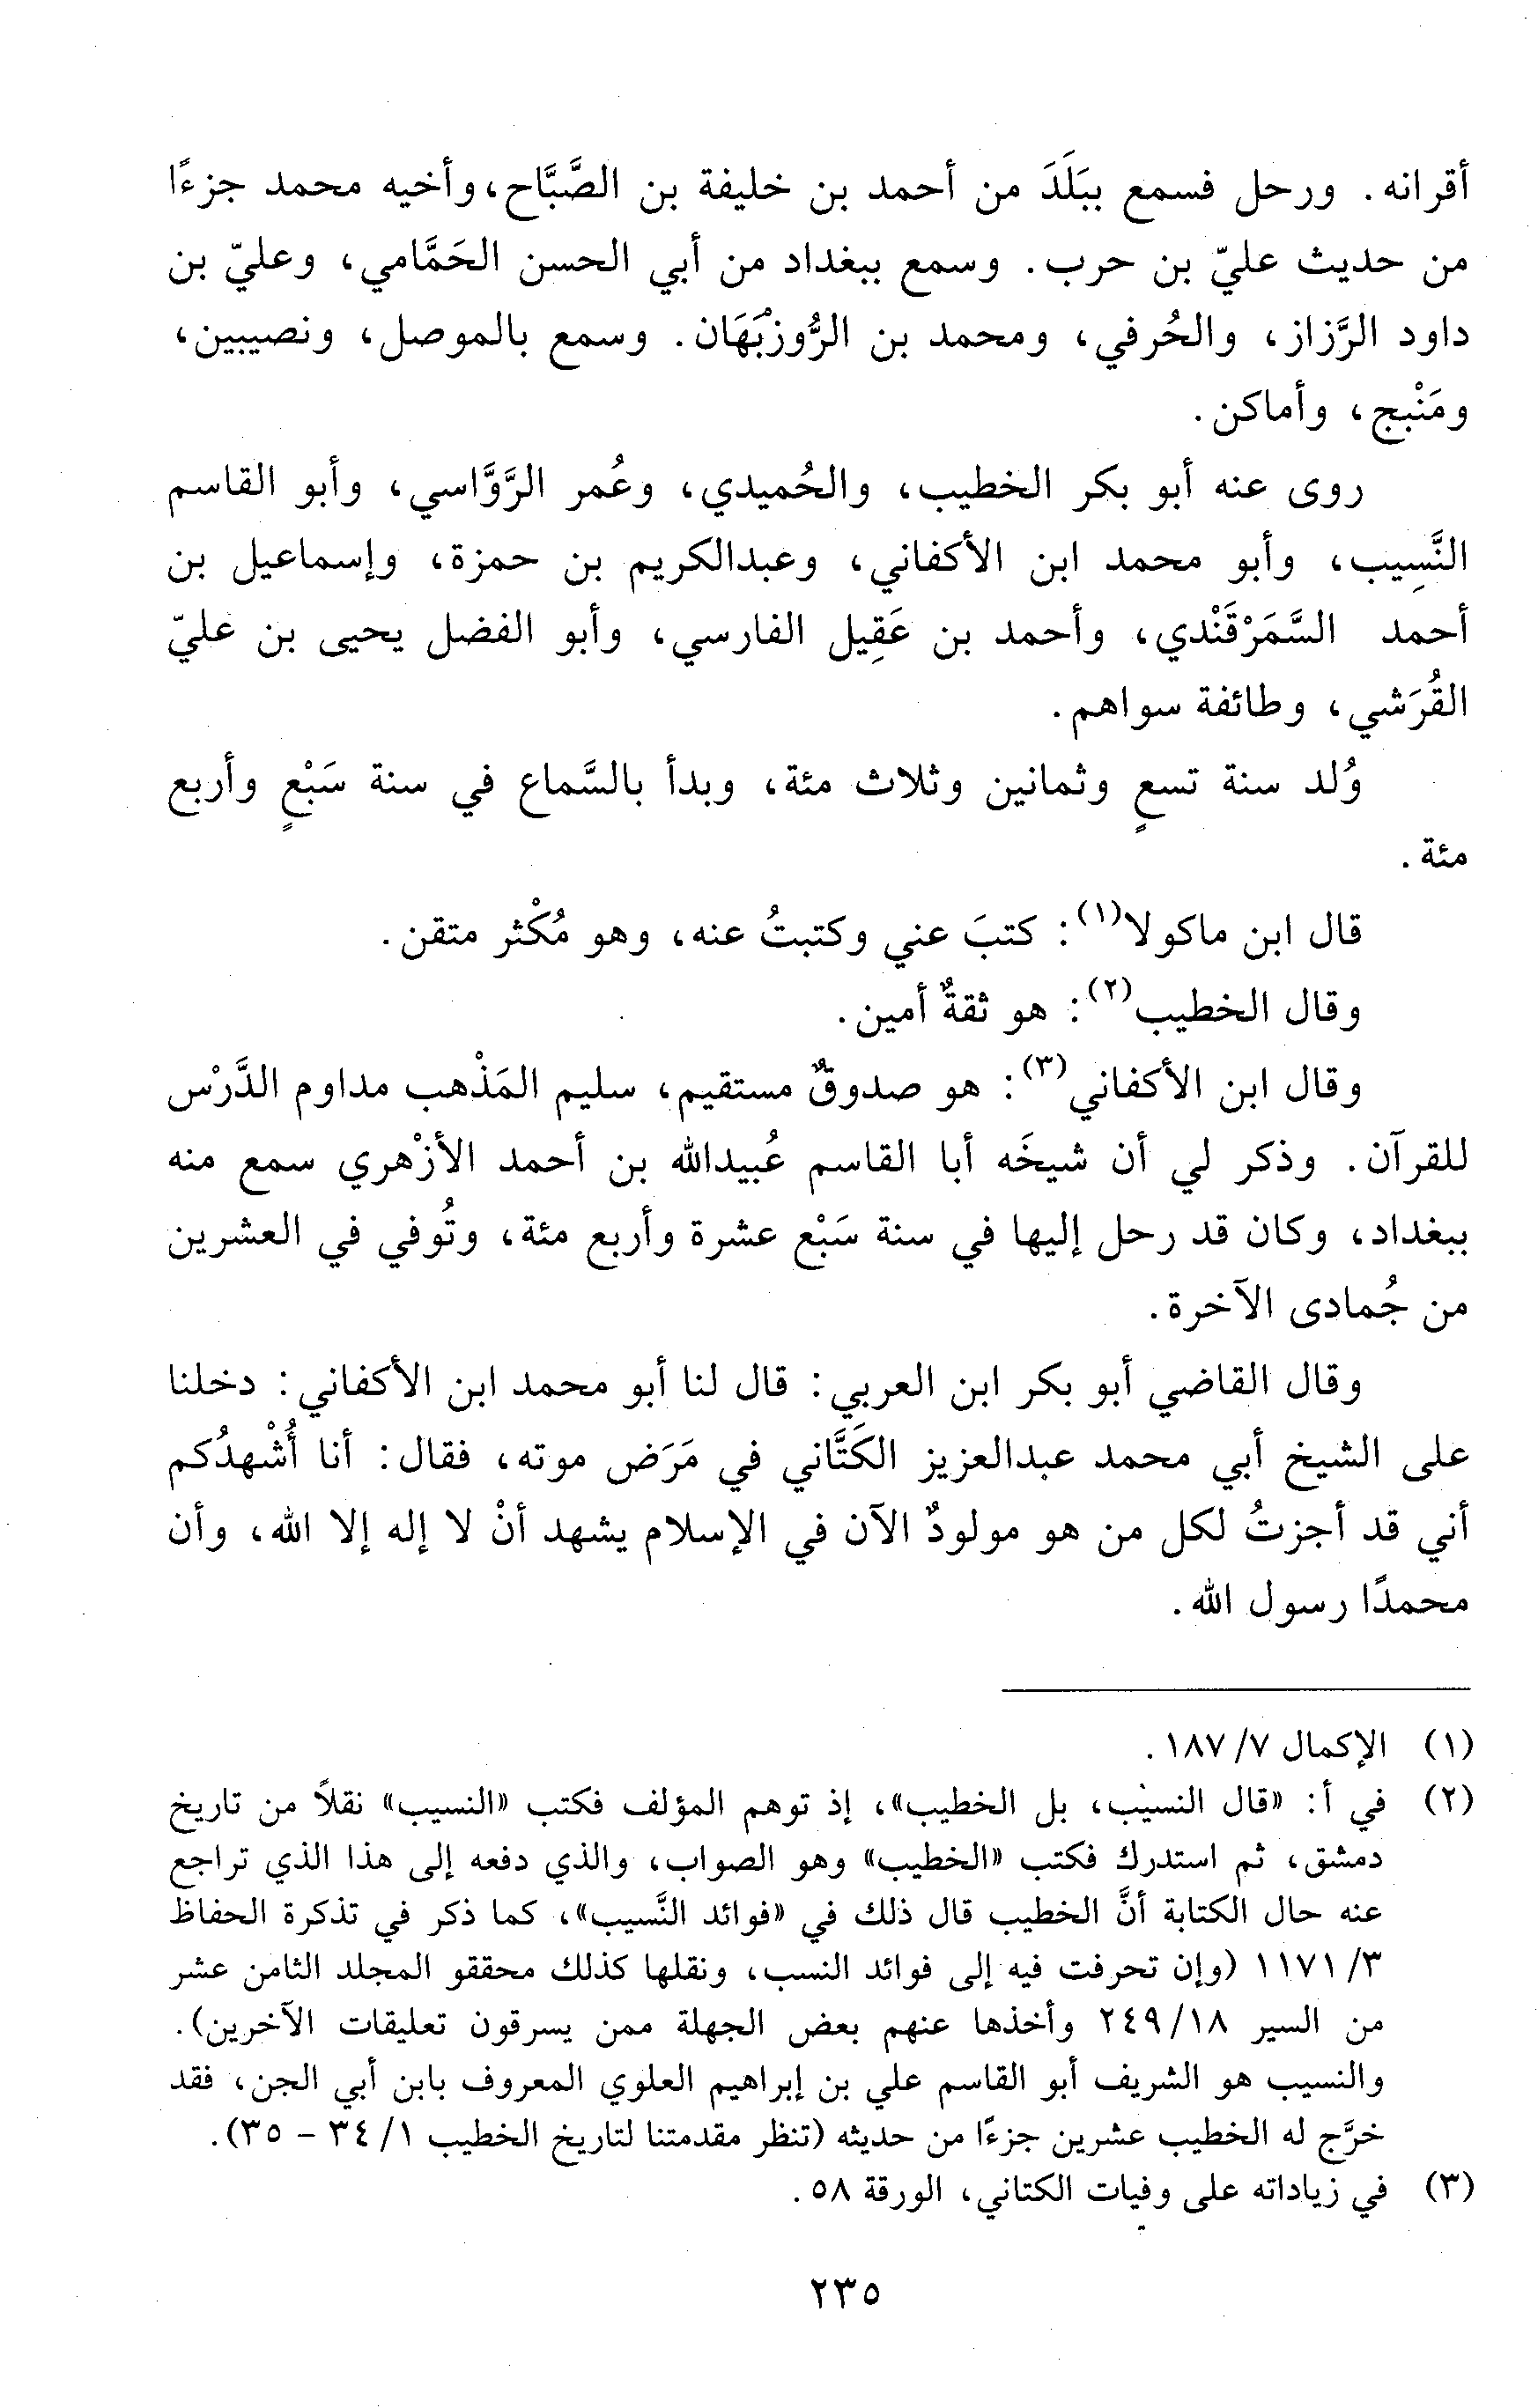 أقرانه. ورحل فسمع ببَلَدَ من أحمد بن خليفة بن الصَّبَّاح، وأخيه محمد جزءًا
من حديث عليّ بن حرب. وسمع ببغداد من أبي الحسن الحَمَّامي، وعليّ بن
داود الرَّزاز، والحُرفي، ومحمد بن الرُّوزْبَهَان. وسمع بالموصل، ونصيبين،
ومَنْبج، وأماكن.
روى عنه أبو بكر الخطيب، والحُميدي، وعُمر الرَّوَّاسي، وأبو القاسم
النَّسِيب، وأبو محمد ابن الأكفاني، وعبدالكريم بن حمزة، وإسماعيل بن
أحمد السَّمَرْقَنْدي، وأحمد بن عَقِيل الفارسي، وأبو الفضل يحيى بن عليّ
القُرَشي، وطائفة سواهم.
وُلد سنة تسعٍ وثمانين وثلاث مئة، وبدأ بالسَّماع في سنة سَبْعٍ وأربع
مئة.
قال ابن ماكولا(١): كتبَ عني وكتبتُ عنه، وهو مُكْثر متقن.
وقال الخطيب(٢): هو ثقةٌ أمين.
وقال ابن الأكفاني(٣): هو صدوقٌ مستقيم، سليم المَذْهب مداوم الدَّرْس
للقرآن. وذكر لي أن شيخَه أبا القاسم عُبيدالله بن أحمد الأزْهري سمع منه
ببغداد، وكان قد رحل إليها في سنة سَبْع عشرة وأربع مئة، وتُوفي في العشرين
من جُمادى الآخرة.
وقال القاضي أبو بكر ابن العربي: قال لنا أبو محمد ابن الأكفاني: دخلنا
على الشيخ أبي محمد عبدالعزيز الكَتَّاني في مَرَض موته، فقال: أنا أُشْهدُكم
أني قد أجزتُ لكل من هو مولودٌ الآن في الإسلام يشهد أنْ لا إله إلا الله، وأن
محمدًا رسول الله.
(١) الإكمال ٧/ ١٨٧.
(٢) في أ: «قال النسيب، بل الخطيب»، إذ توهم المؤلف فكتب «النسيب» نقلاً من تاريخ
دمشق، ثم استدرك فكتب «الخطيب» وهو الصواب، والذي دفعه إلى هذا الذي تراجع
عنه حال الكتابة أنَّ الخطيب قال ذلك في «فوائد النَّسيب»، كما ذكر في تذكرة الحفاظ
٣/ ١١٧١ (وإن تحرفت فيه إلى فوائد النسب، ونقلها كذلك محققو المجلد الثامن عشر
من السير ١٨/ ٢٤٩ وأخذها عنهم بعض الجهلة ممن يسرقون تعليقات الآخرين).
والنسيب هو الشريف أبو القاسم علي بن إبراهيم العلوي المعروف بابن أبي الجن، فقد
خرَّج له الخطيب عشرين جزءًا من حديثه (تنظر مقدمتنا لتاريخ الخطيب ١/ ٣٤ - ٣٥).
(٣) في زياداته على وفيات الكتاني، الورقة ٥٨.
٢٣٥